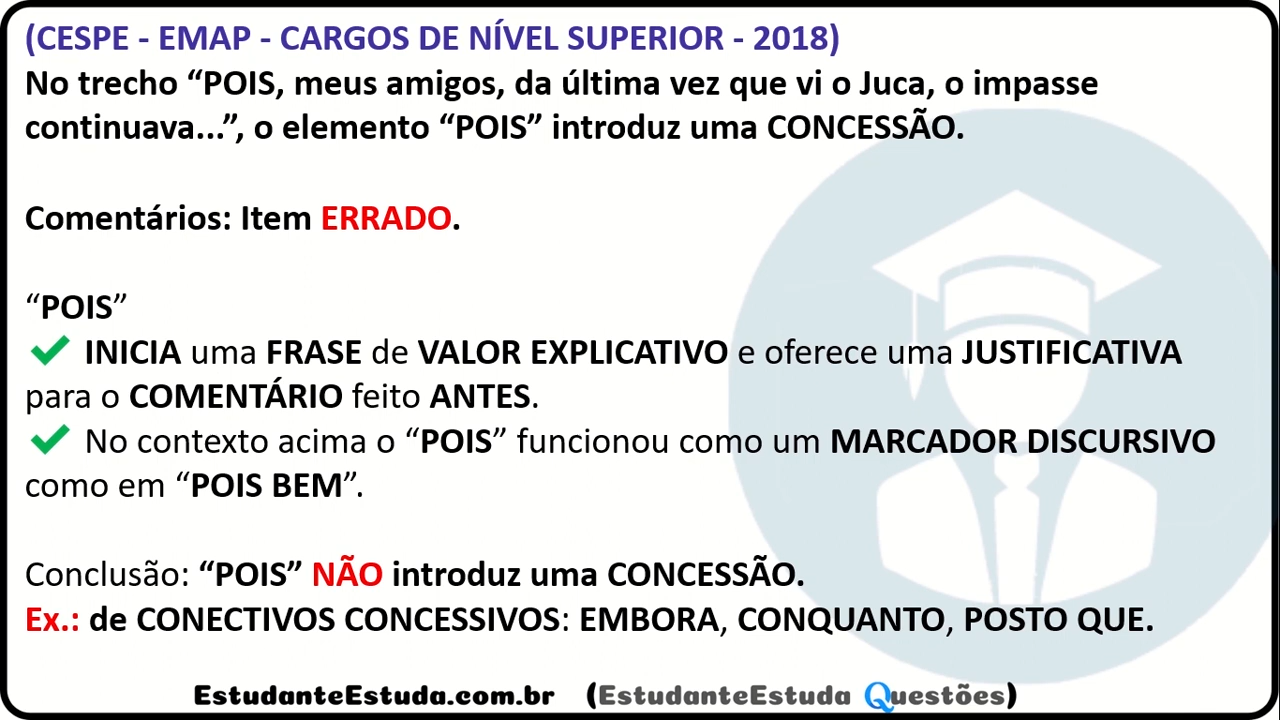 (CESPE - EMAP - CARGOS DE NÍVEL SUPERIOR - 2018)
No trecho “POIS, meus amigos, da última vez que vi o Juca, o impasse
continuava...”, o elemento “POIS” introduz uma CONCESSÃO.
Comentários: Item ERRADO.
“POIS”
✔ INICIA uma FRASE de VALOR EXPLICATIVO e oferece uma JUSTIFICATIVA
para o COMENTÁRIO feito ANTES.
✔ No contexto acima o “POIS” funcionou como um MARCADOR DISCURSIVO
como em “POIS BEM”.
Conclusão: “POIS” NÃO introduz uma CONCESSÃO.
Ex.: de CONECTIVOS CONCESSIVOS: EMBORA, CONQUANTO, POSTO QUE.
EstudanteEstuda.com.br (EstudanteEstuda Questões)